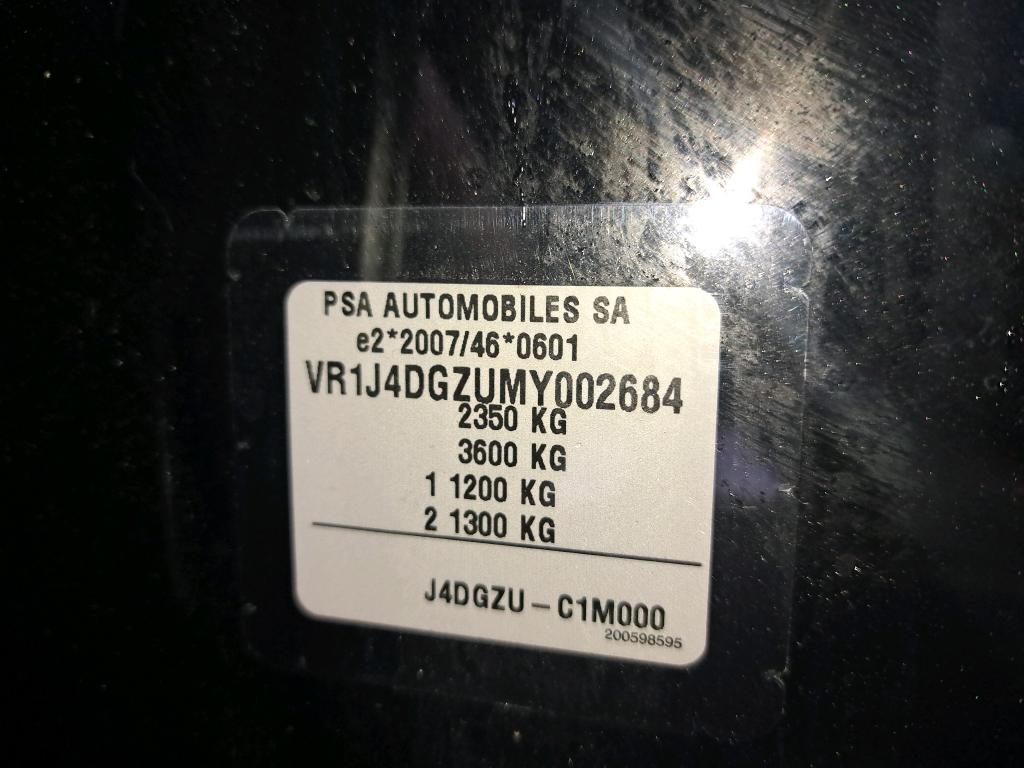 PSA AUTOMOBILES SA
e2*2007/46*0601
VR1J4DGZUMY002684
2350 KG
3600 KG
1 1200 KG
2 1300 KG
J4DGZU – C1M000
200598595